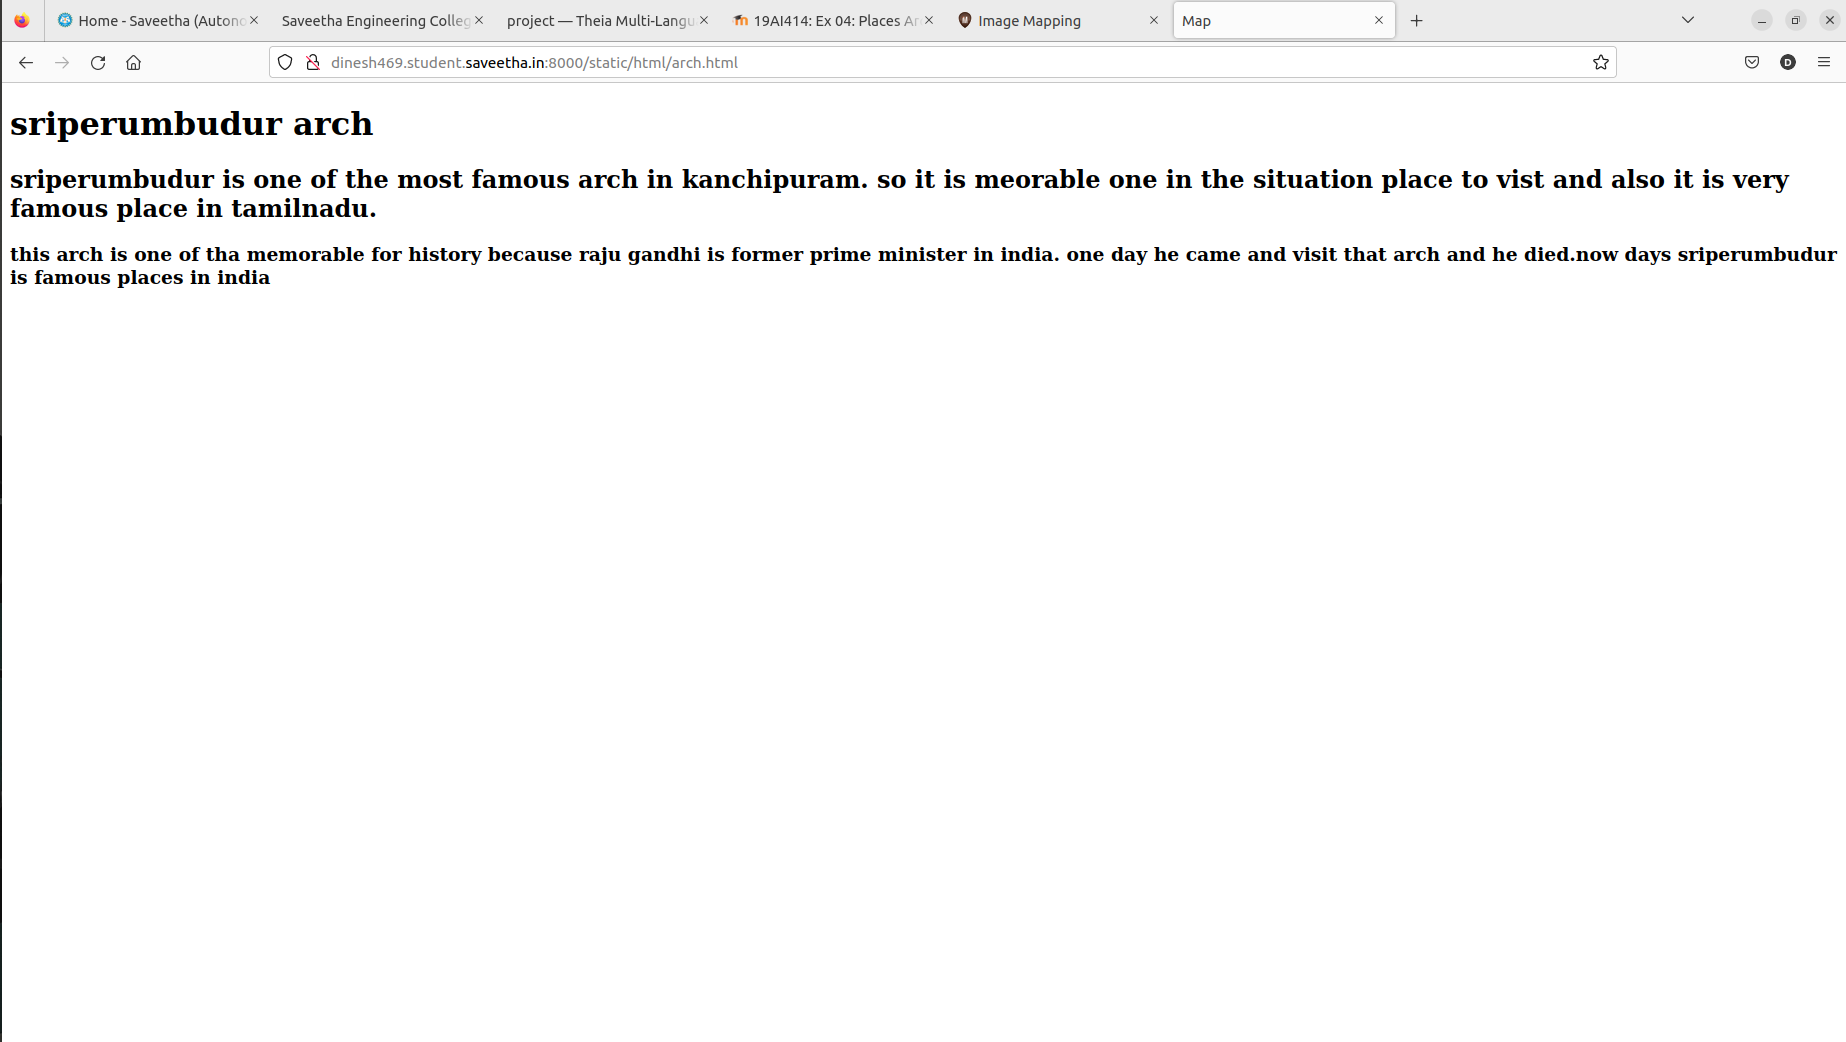 Home - Saveetha (Autono
Saveetha Engineering Colleg
project — Theia Multi-Langu
19AI414: Ex 04: Places Ar
Image Mapping
Map
dinesh469.student.saveetha.in:8000/static/html/arch.html
D
sriperumbudur arch
sriperumbudur is one of the most famous arch in kanchipuram. so it is meorable one in the situation place to vist and also it is very
famous place in tamilnadu.
this arch is one of tha memorable for history because raju gandhi is former prime minister in india. one day he came and visit that arch and he died.now days sriperumbudur
is famous places in india